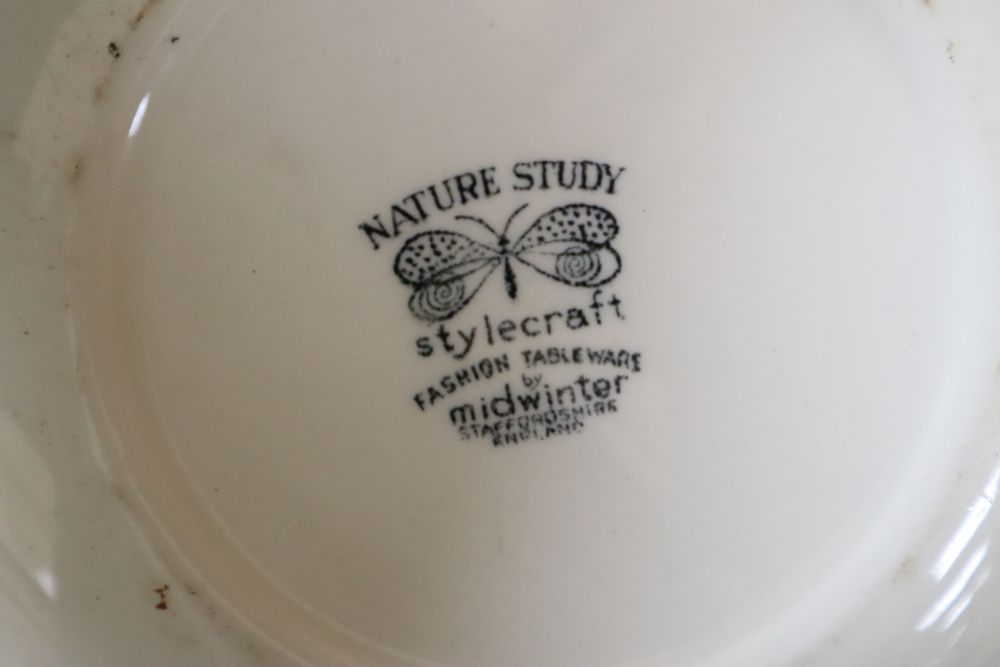 NATURE STUDY
stylecraft
FASHION TABLEWARE
by
midwinter
STAFFORDSHIRE
ENGLAND